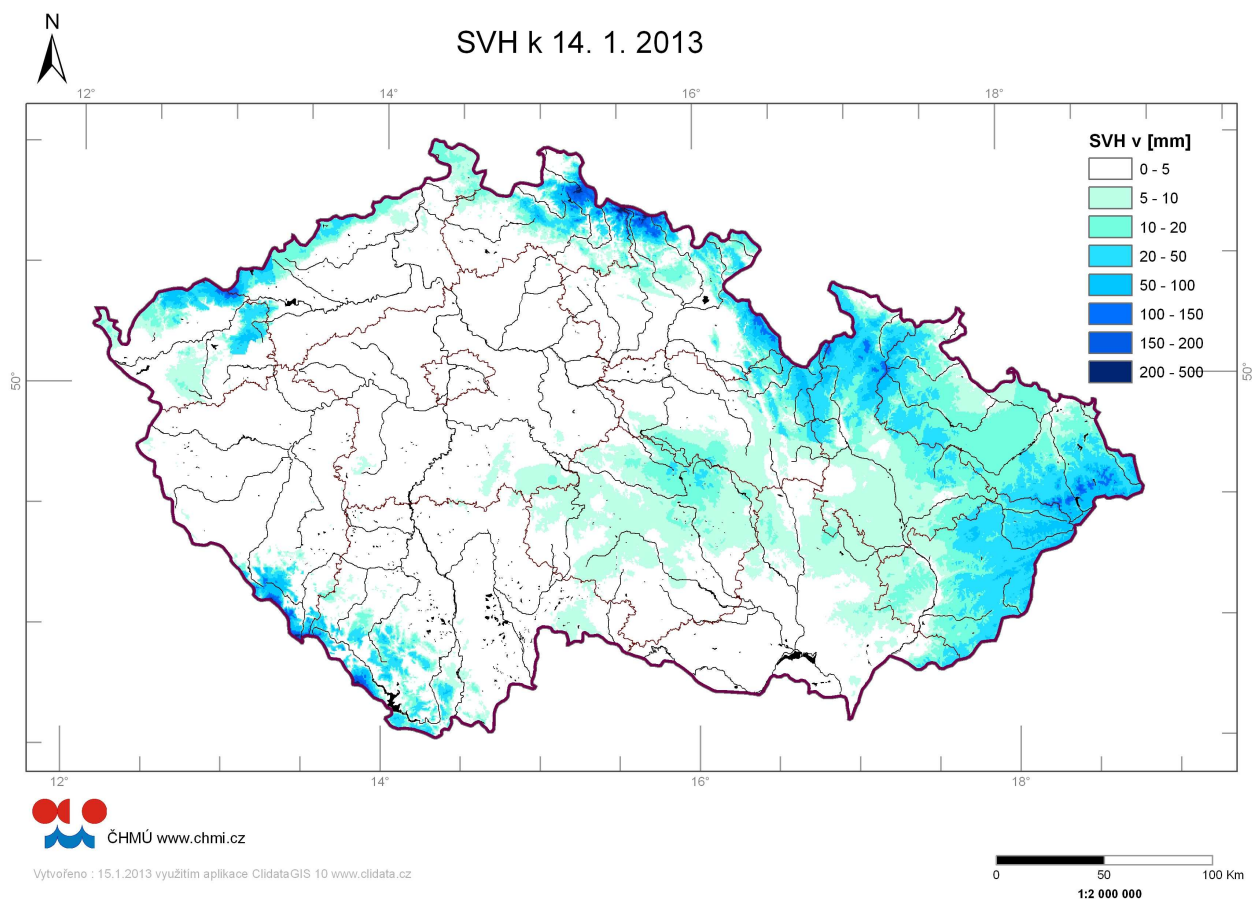 N
SVH k 14. 1. 2013
12° 14° 16° 18°
SVH v [mm]
0 - 5
5 - 10
10 - 20
20 - 50
50 - 100
100 - 150
150 - 200
200 - 500
50° 50°
12° 14° 16° 18°
ČHMÚ www.chmi.cz
Vytvořeno : 15.1.2013 využitím aplikace ClidataGIS 10 www.clidata.cz
0 50 100 Km
1:2 000 000